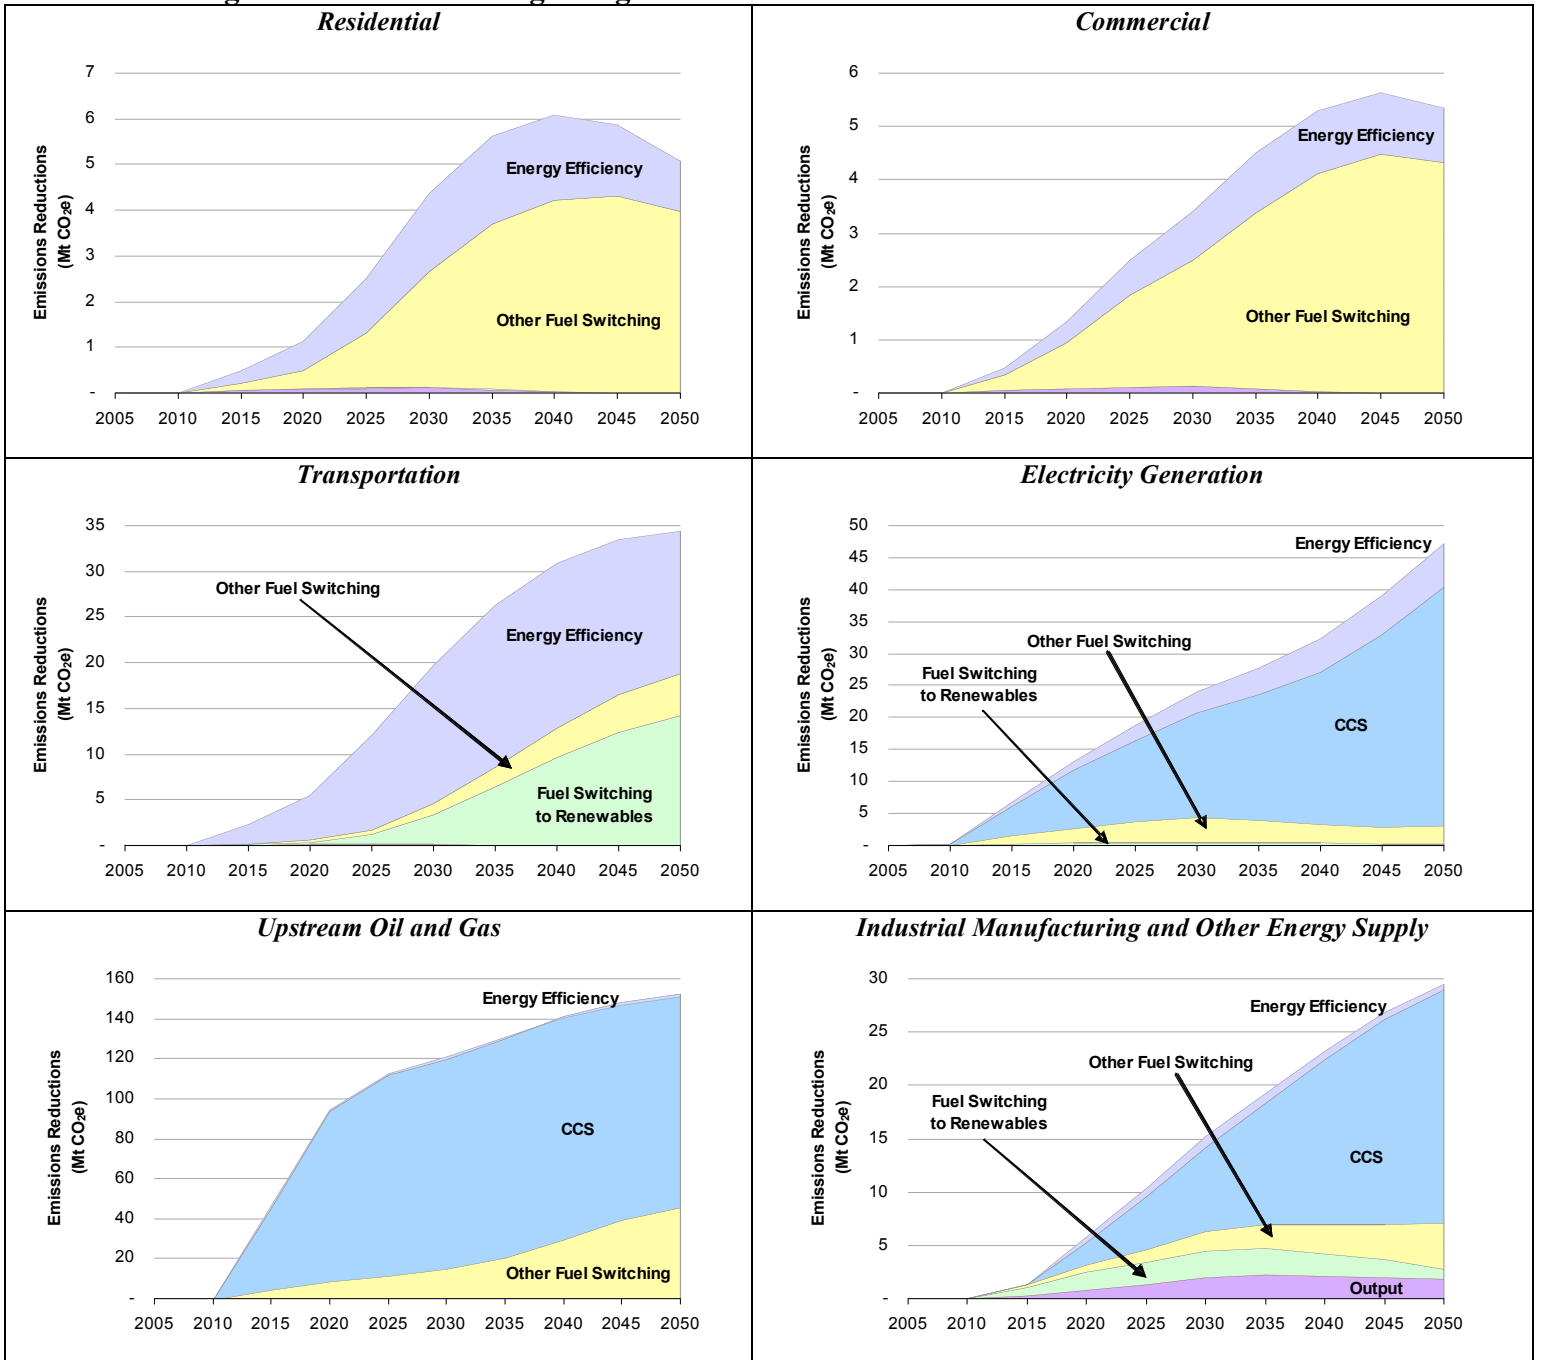 Residential
7
6
5
4
3
2
1
-
Emissions Reductions
(Mt CO₂e)
Energy Efficiency
Other Fuel Switching
2005 2010 2015 2020 2025 2030 2035 2040 2045 2050
Commercial
6
5
4
3
2
1
-
Emissions Reductions
(Mt CO₂e)
Energy Efficiency
Other Fuel Switching
2005 2010 2015 2020 2025 2030 2035 2040 2045 2050
Transportation
35
30
25
20
15
10
5
-
Emissions Reductions
(Mt CO₂e)
Other Fuel Switching
Energy Efficiency
Fuel Switching
to Renewables
2005 2010 2015 2020 2025 2030 2035 2040 2045 2050
Electricity Generation
50
45
40
35
30
25
20
15
10
5
-
Emissions Reductions
(Mt CO₂e)
Energy Efficiency
Other Fuel Switching
Fuel Switching
to Renewables
CCS
2005 2010 2015 2020 2025 2030 2035 2040 2045 2050
Upstream Oil and Gas
160
140
120
100
80
60
40
20
-
Emissions Reductions
(Mt CO₂e)
Energy Efficiency
CCS
Other Fuel Switching
2005 2010 2015 2020 2025 2030 2035 2040 2045 2050
Industrial Manufacturing and Other Energy Supply
30
25
20
15
10
5
-
Emissions Reductions
(Mt CO₂e)
Energy Efficiency
Other Fuel Switching
Fuel Switching
to Renewables
CCS
Output
2005 2010 2015 2020 2025 2030 2035 2040 2045 2050